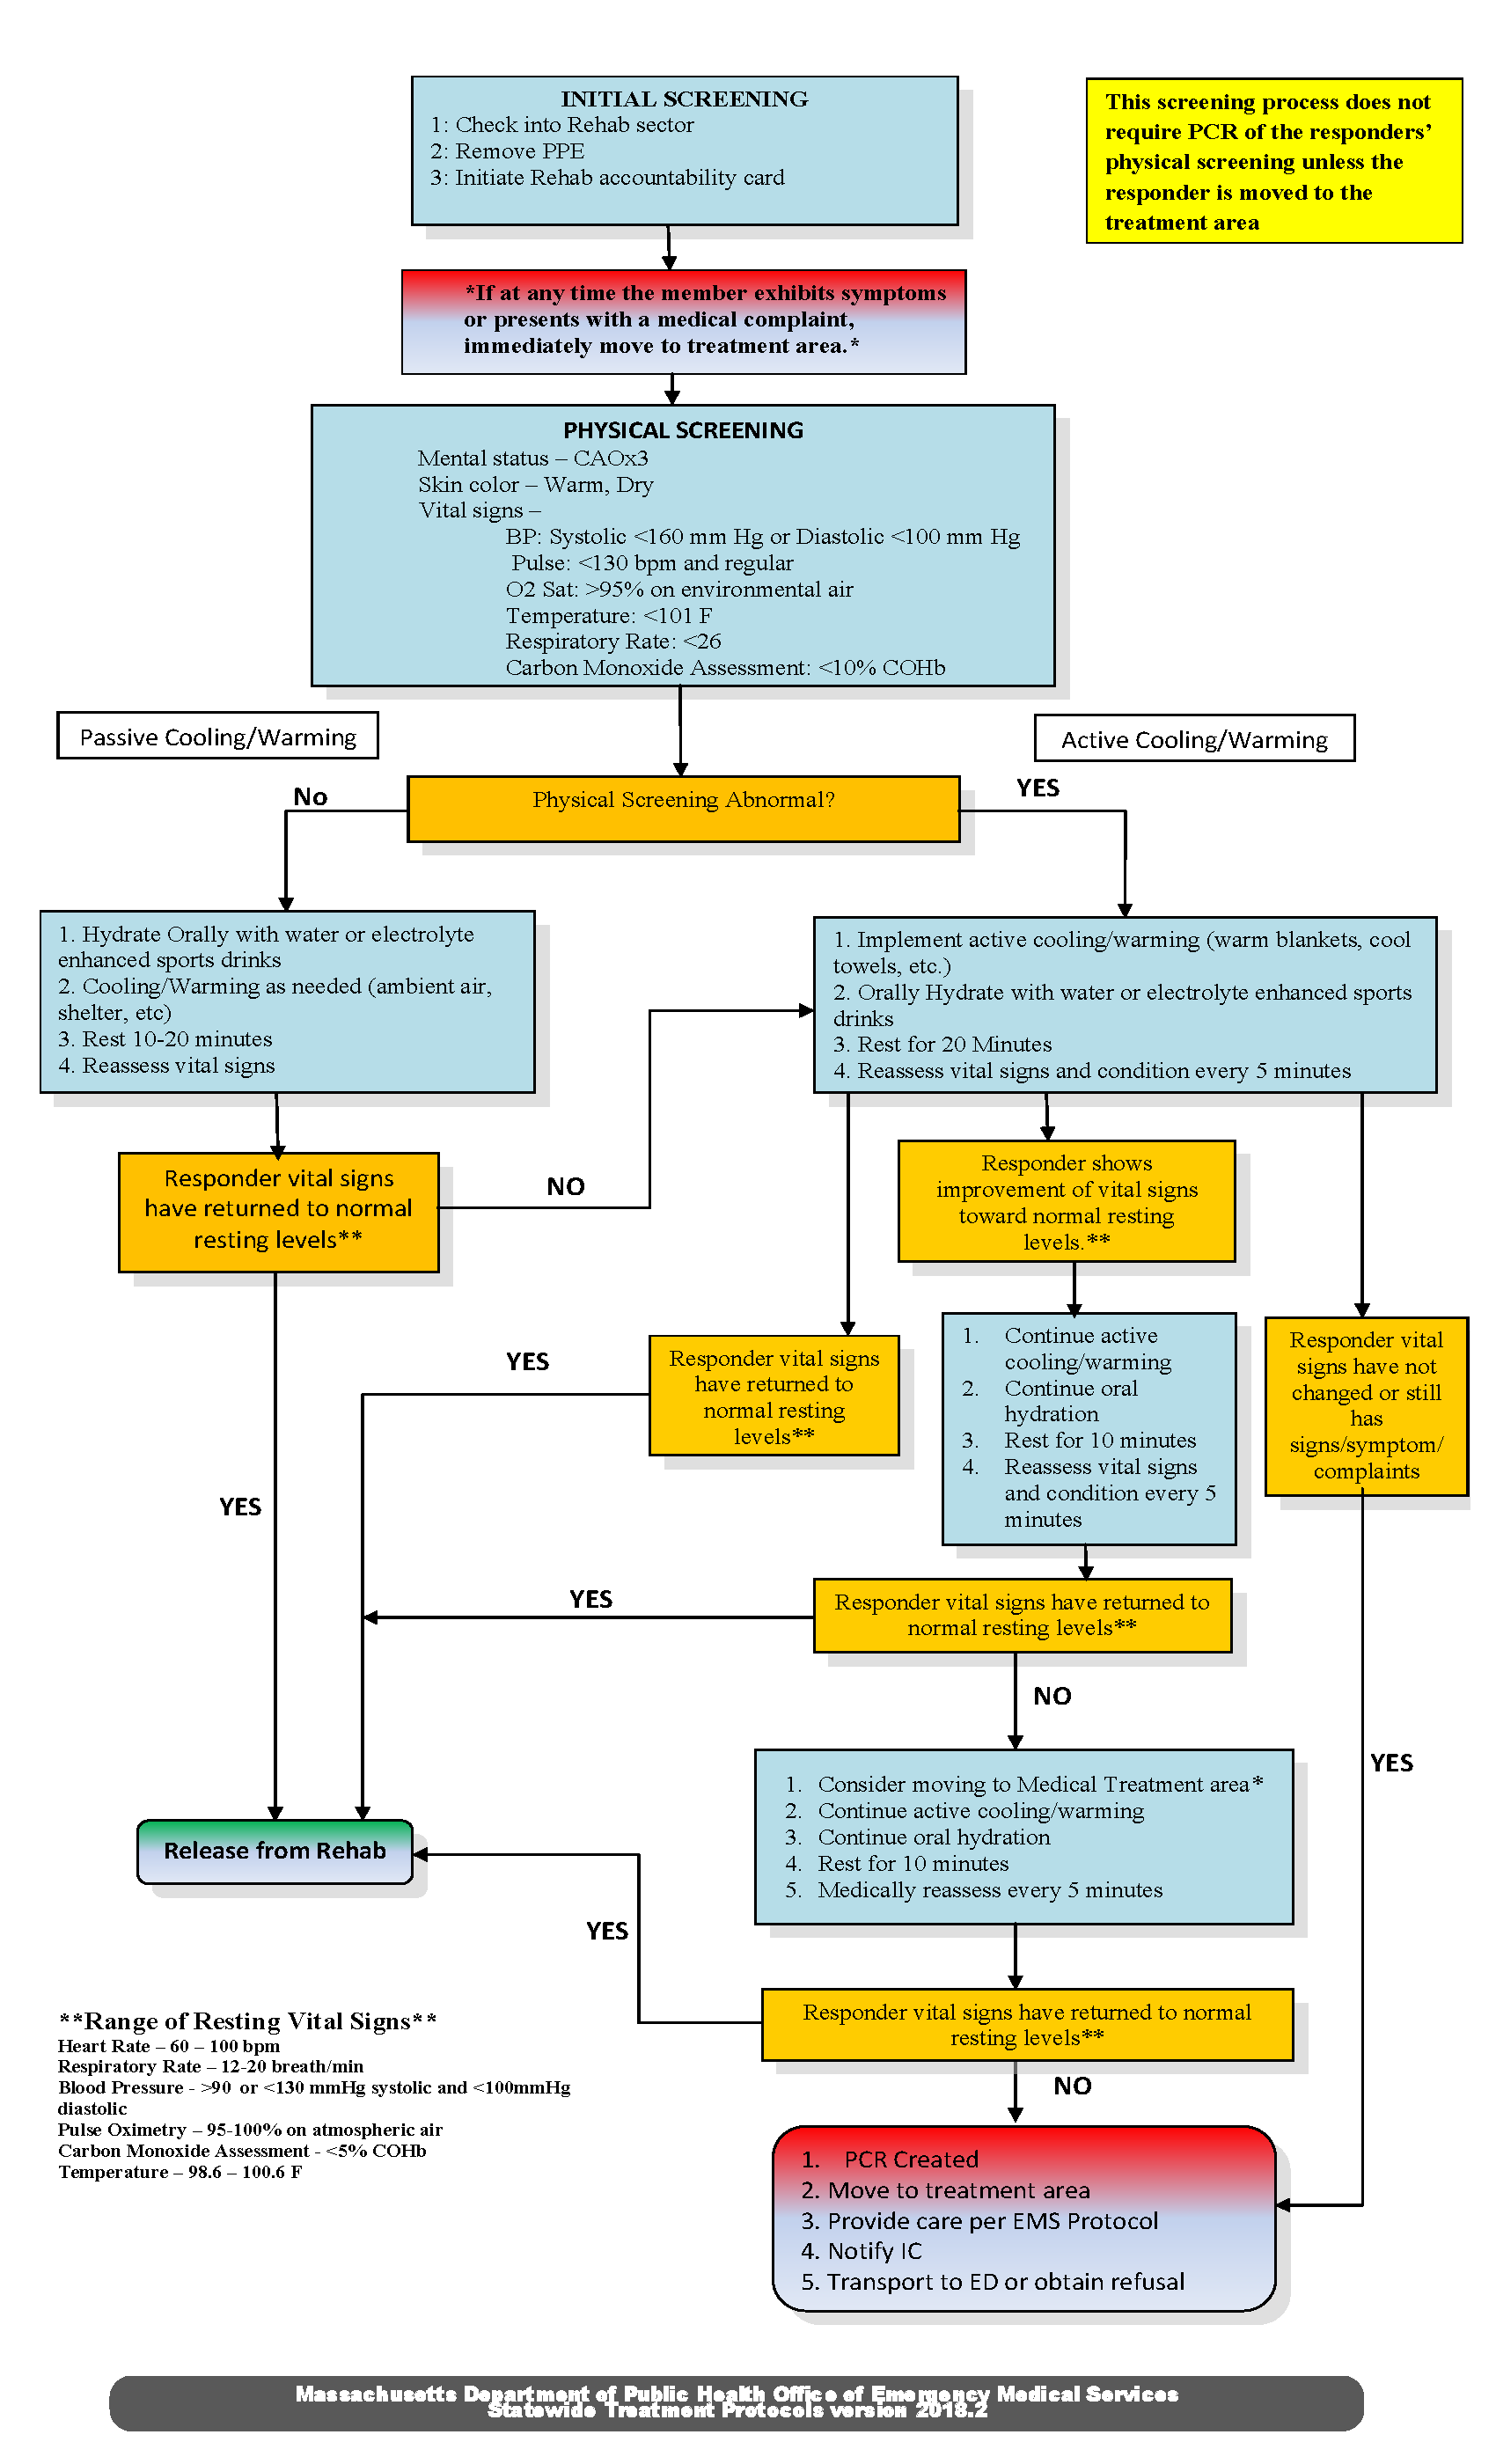 INITIAL SCREENING
1: Check into Rehab sector
2: Remove PPE
3: Initiate Rehab accountability card
This screening process does not
require PCR of the responders’
physical screening unless the
responder is moved to the
treatment area
*If at any time the member exhibits symptoms
or presents with a medical complaint,
immediately move to treatment area.*
PHYSICAL SCREENING
Mental status – CAOx3
Skin color – Warm, Dry
Vital signs –
BP: Systolic <160 mm Hg or Diastolic <100 mm Hg
Pulse: <130 bpm and regular
O2 Sat: >95% on environmental air
Temperature: <101 F
Respiratory Rate: <26
Carbon Monoxide Assessment: <10% COHb
Passive Cooling/Warming
Active Cooling/Warming
No
Physical Screening Abnormal?
YES
1. Hydrate Orally with water or electrolyte
enhanced sports drinks
2. Cooling/Warming as needed (ambient air,
shelter, etc)
3. Rest 10-20 minutes
4. Reassess vital signs
1. Implement active cooling/warming (warm blankets, cool
towels, etc.)
2. Orally Hydrate with water or electrolyte enhanced sports
drinks
3. Rest for 20 Minutes
4. Reassess vital signs and condition every 5 minutes
Responder vital signs
have returned to normal
resting levels**
NO
Responder shows
improvement of vital signs
toward normal resting
levels.**
YES
Responder vital signs
have returned to
normal resting
levels**
1. Continue active
cooling/warming
2. Continue oral
hydration
3. Rest for 10 minutes
4. Reassess vital signs
and condition every 5
minutes
Responder vital
signs have not
changed or still
has
signs/symptom/
complaints
YES
YES
Responder vital signs have returned to
normal resting levels**
NO
YES
1. Consider moving to Medical Treatment area*
2. Continue active cooling/warming
3. Continue oral hydration
4. Rest for 10 minutes
5. Medically reassess every 5 minutes
Release from Rehab
YES
Responder vital signs have returned to normal
resting levels**
NO
**Range of Resting Vital Signs**
Heart Rate – 60 – 100 bpm
Respiratory Rate – 12-20 breath/min
Blood Pressure - >90 or <130 mmHg systolic and <100mmHg
diastolic
Pulse Oximetry – 95-100% on atmospheric air
Carbon Monoxide Assessment - <5% COHb
Temperature – 98.6 – 100.6 F
1. PCR Created
2. Move to treatment area
3. Provide care per EMS Protocol
4. Notify IC
5. Transport to ED or obtain refusal
Massachusetts Department of Public Health Office of Emergency Medical Services
Statewide Treatment Protocols version 2018.2